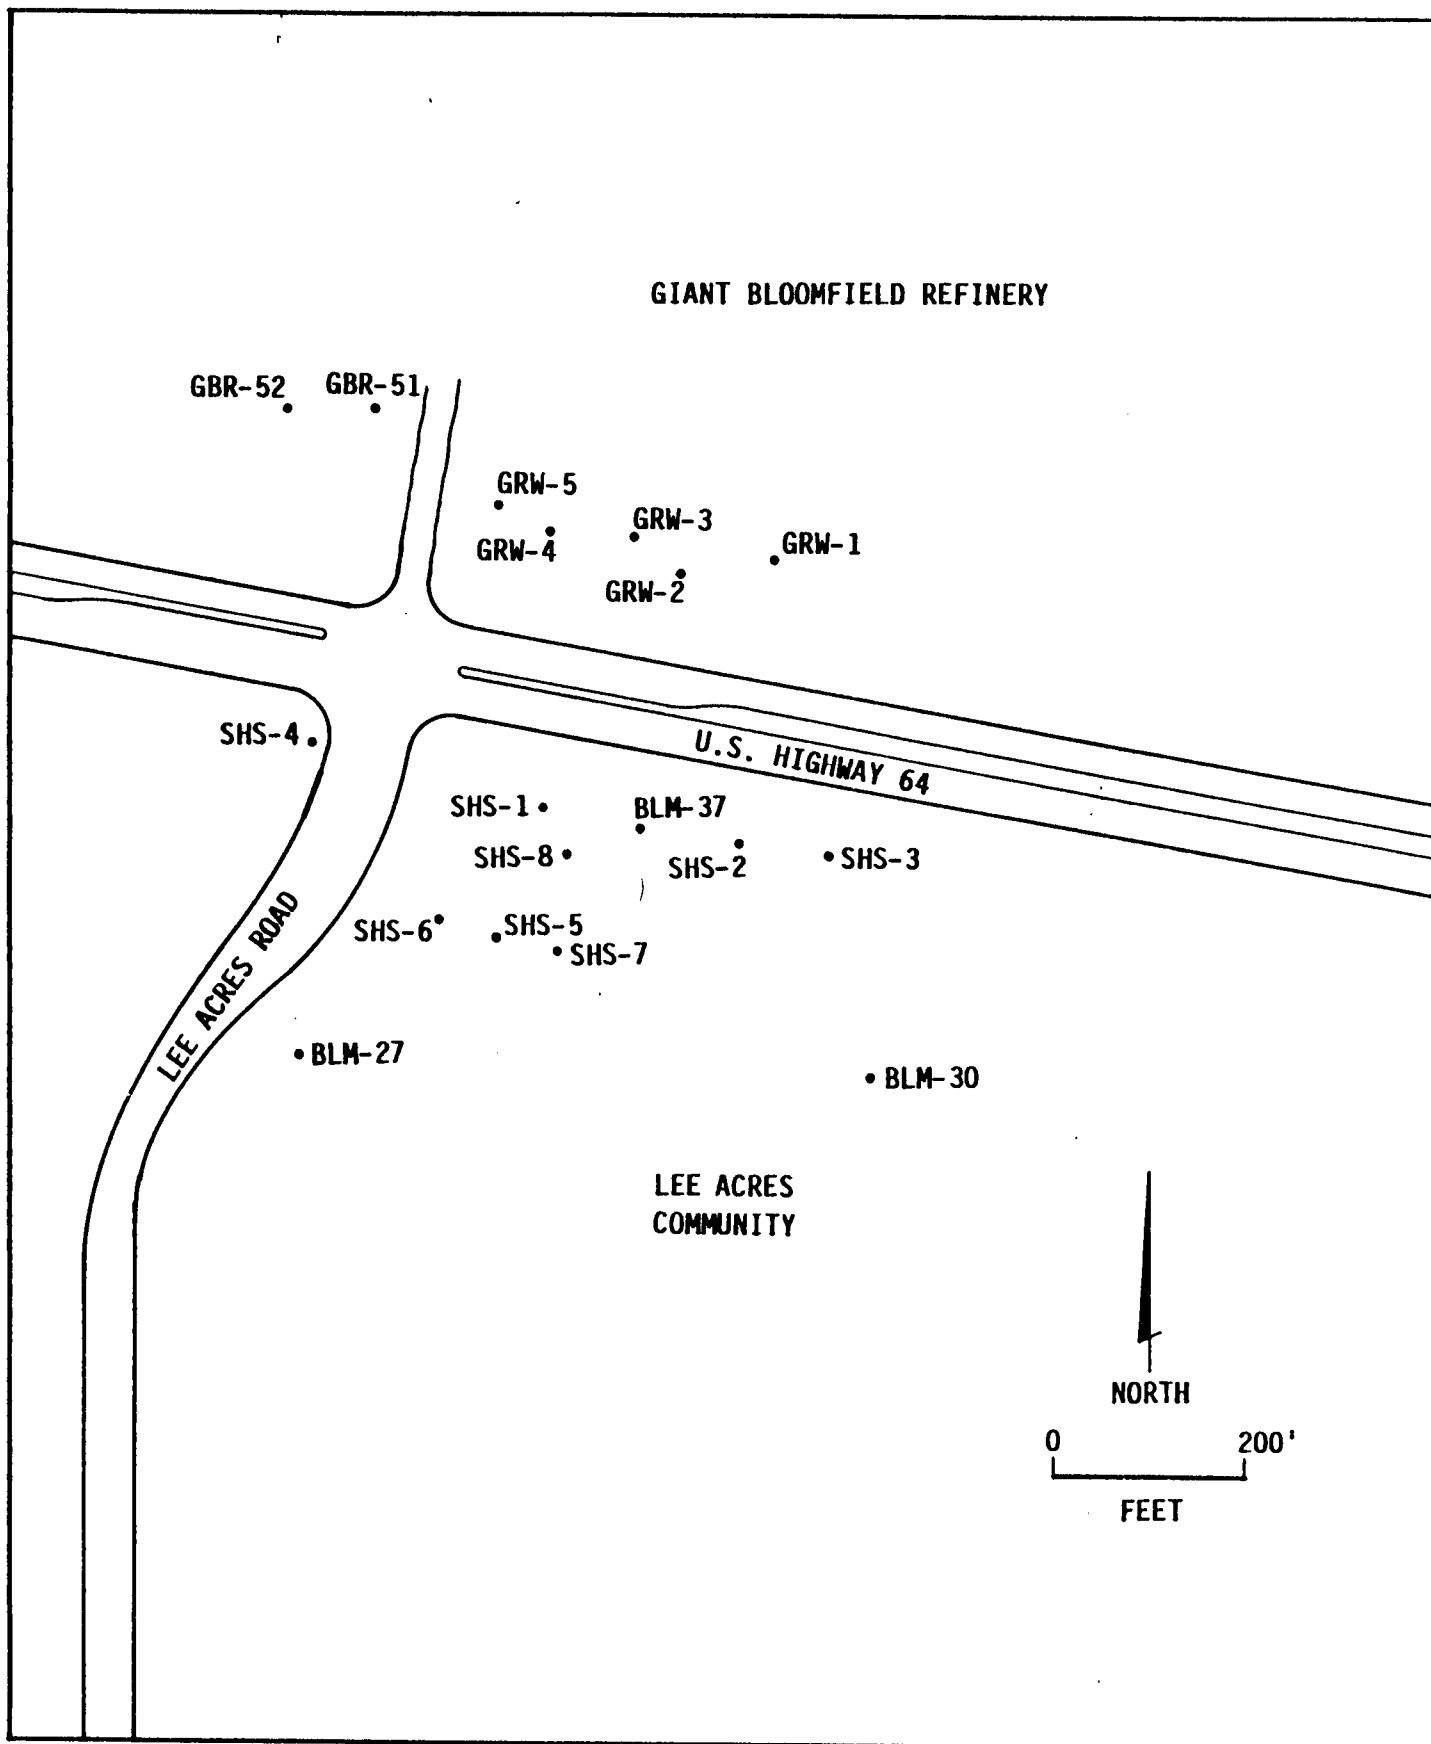 GIANT BLOOMFIELD REFINERY
GBR-52
GBR-51
GRW-5
GRW-3
GRW-4
GRW-1
GRW-2
SHS-4
U.S. HIGHWAY 64
SHS-1
BLM-37
SHS-8
SHS-2
SHS-3
SHS-6
SHS-5
SHS-7
LEE ACRES ROAD
BLM-27
BLM-30
LEE ACRES
COMMUNITY
NORTH
0 200'
FEET